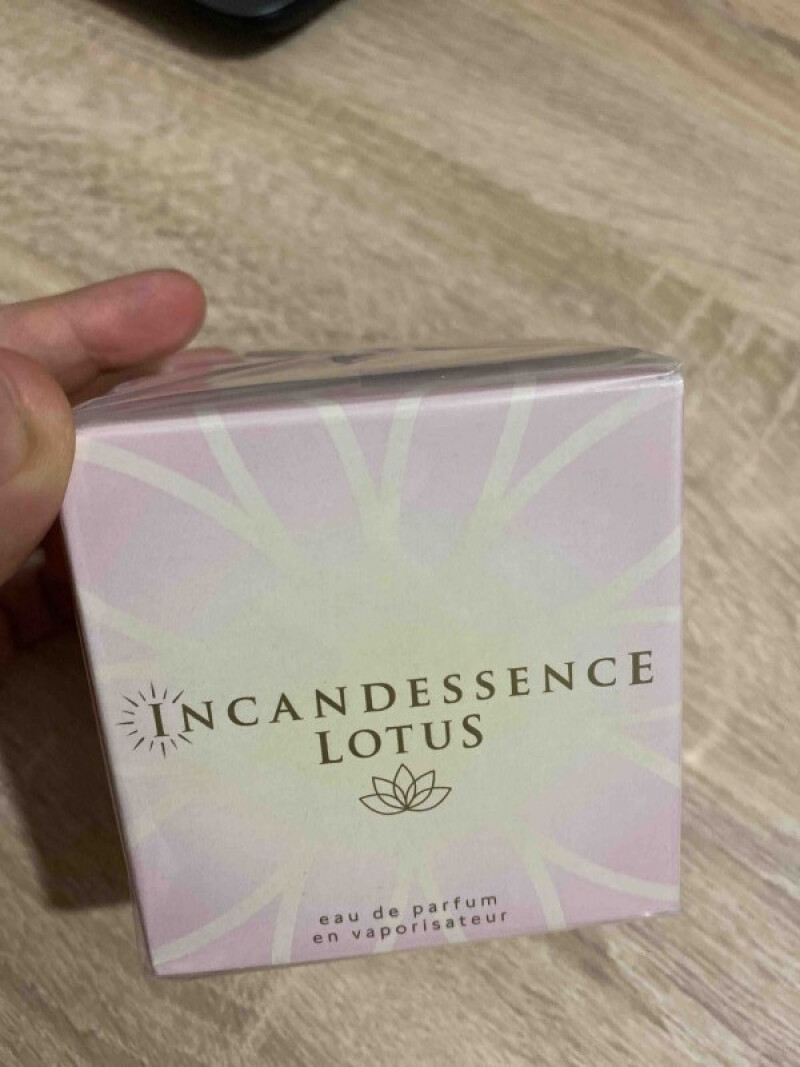 INCANDESSENCE
LOTUS
eau de parfum
en vaporisateur